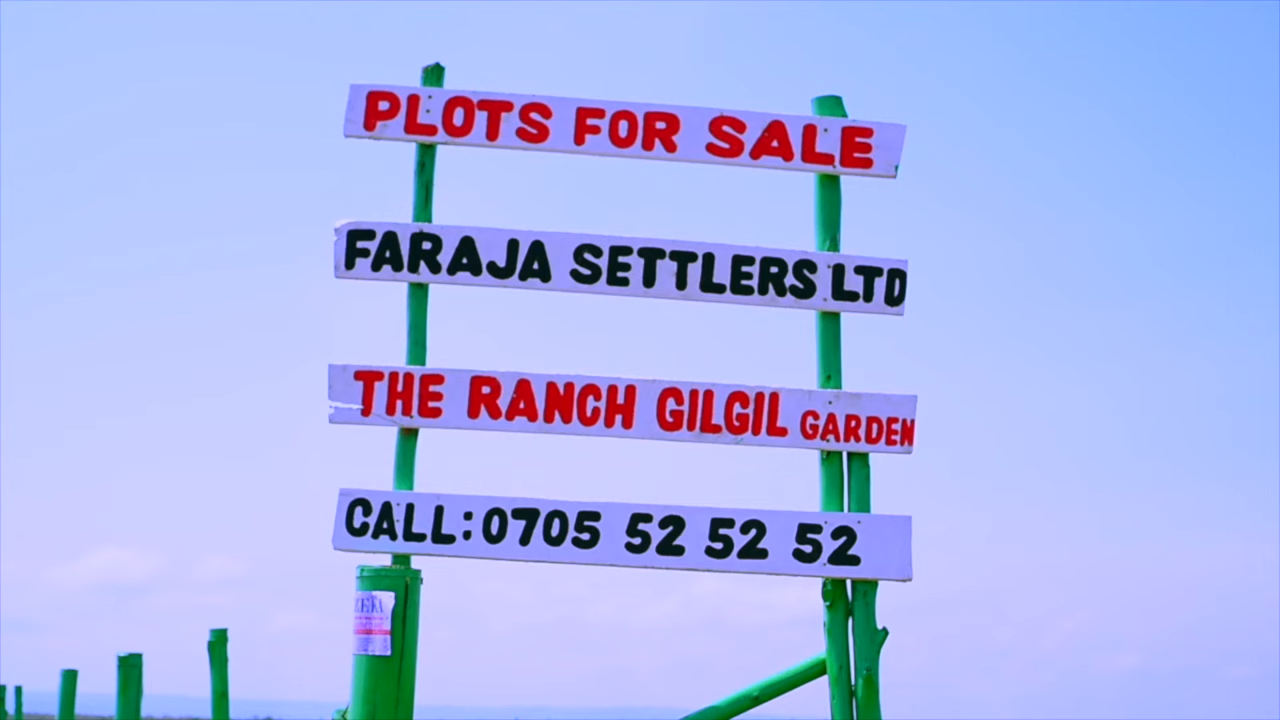 PLOTS FOR SALE
FARAJA SETTLERS LTD
THE RANCH GILGIL GARDEN
CALL:0705 52 52 52